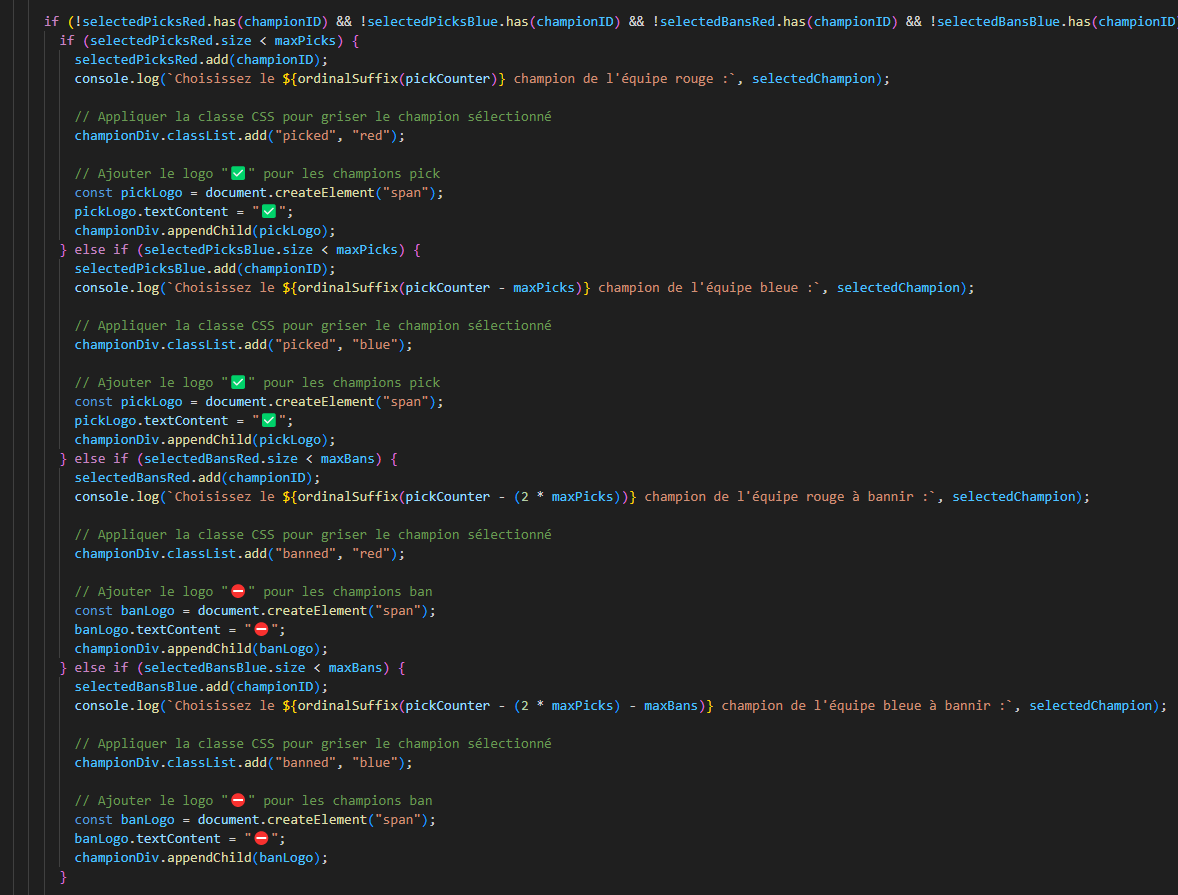 if (!selectedPicksRed.has(championID) && !selectedPicksBlue.has(championID) && !selectedBansRed.has(championID) && !selectedBansBlue.has(championID)
if (selectedPicksRed.size < maxPicks) {
selectedPicksRed.add(championID);
console.log(`Choisissez le ${ordinalSuffix(pickCounter)} champion de l'équipe rouge :`, selectedChampion);
// Appliquer la classe CSS pour griser le champion sélectionné
championDiv.classList.add("picked", "red");
// Ajouter le logo "✅" pour les champions pick
const pickLogo = document.createElement("span");
pickLogo.textContent = "✅";
championDiv.appendChild(pickLogo);
} else if (selectedPicksBlue.size < maxPicks) {
selectedPicksBlue.add(championID);
console.log(`Choisissez le ${ordinalSuffix(pickCounter - maxPicks)} champion de l'équipe bleue :`, selectedChampion);
// Appliquer la classe CSS pour griser le champion sélectionné
championDiv.classList.add("picked", "blue");
// Ajouter le logo "✅" pour les champions pick
const pickLogo = document.createElement("span");
pickLogo.textContent = "✅";
championDiv.appendChild(pickLogo);
} else if (selectedBansRed.size < maxBans) {
selectedBansRed.add(championID);
console.log(`Choisissez le ${ordinalSuffix(pickCounter - (2 * maxPicks))} champion de l'équipe rouge à bannir :`, selectedChampion);
// Appliquer la classe CSS pour griser le champion sélectionné
championDiv.classList.add("banned", "red");
// Ajouter le logo "⛔" pour les champions ban
const banLogo = document.createElement("span");
banLogo.textContent = "⛔";
championDiv.appendChild(banLogo);
} else if (selectedBansBlue.size < maxBans) {
selectedBansBlue.add(championID);
console.log(`Choisissez le ${ordinalSuffix(pickCounter - (2 * maxPicks) - maxBans)} champion de l'équipe bleue à bannir :`, selectedChampion);
// Appliquer la classe CSS pour griser le champion sélectionné
championDiv.classList.add("banned", "blue");
// Ajouter le logo "⛔" pour les champions ban
const banLogo = document.createElement("span");
banLogo.textContent = "⛔";
championDiv.appendChild(banLogo);
}